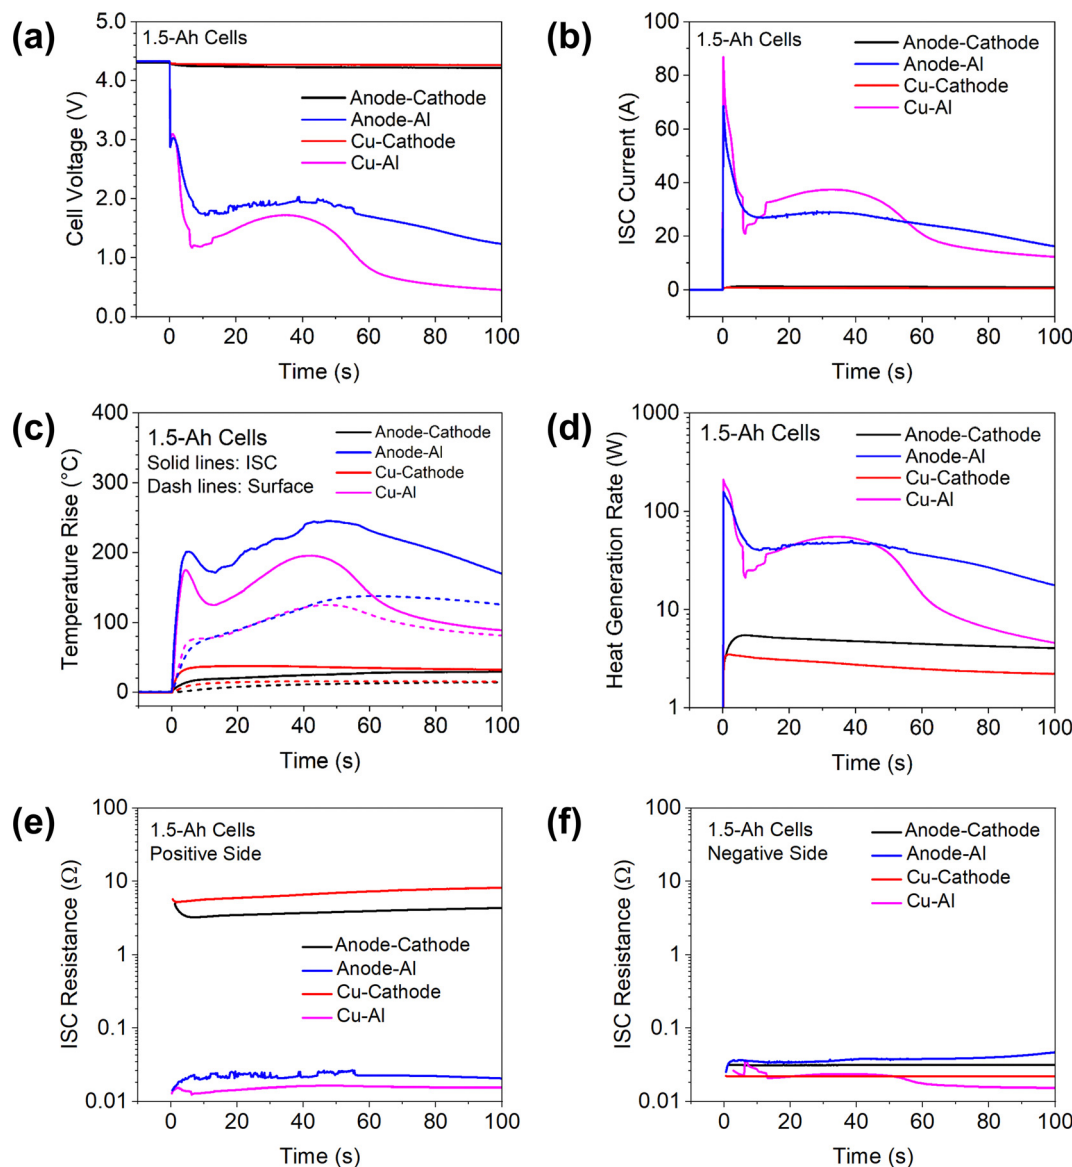 (a)
5.0
4.0
3.0
2.0
1.0
0.0
Cell Voltage (V)
1.5-Ah Cells
Anode-Cathode
Anode-Al
Cu-Cathode
Cu-Al
0 20 40 60 80 100
Time (s)
(b)
100
80
60
40
20
0
ISC Current (A)
1.5-Ah Cells
Anode-Cathode
Anode-Al
Cu-Cathode
Cu-Al
0 20 40 60 80 100
Time (s)
(c)
400
300
200
100
0
Temperature Rise (°C)
1.5-Ah Cells
Solid lines: ISC
Dash lines: Surface
Anode-Cathode
Anode-Al
Cu-Cathode
Cu-Al
0 20 40 60 80 100
Time (s)
(d)
1000
100
10
1
Heat Generation Rate (W)
1.5-Ah Cells
Anode-Cathode
Anode-Al
Cu-Cathode
Cu-Al
0 20 40 60 80 100
Time (s)
(e)
100
10
1
0.1
0.01
ISC Resistance (Ω)
1.5-Ah Cells
Positive Side
Anode-Cathode
Anode-Al
Cu-Cathode
Cu-Al
0 20 40 60 80 100
Time (s)
(f)
100
10
1
0.1
0.01
ISC Resistance (Ω)
1.5-Ah Cells
Negative Side
Anode-Cathode
Anode-Al
Cu-Cathode
Cu-Al
0 20 40 60 80 100
Time (s)